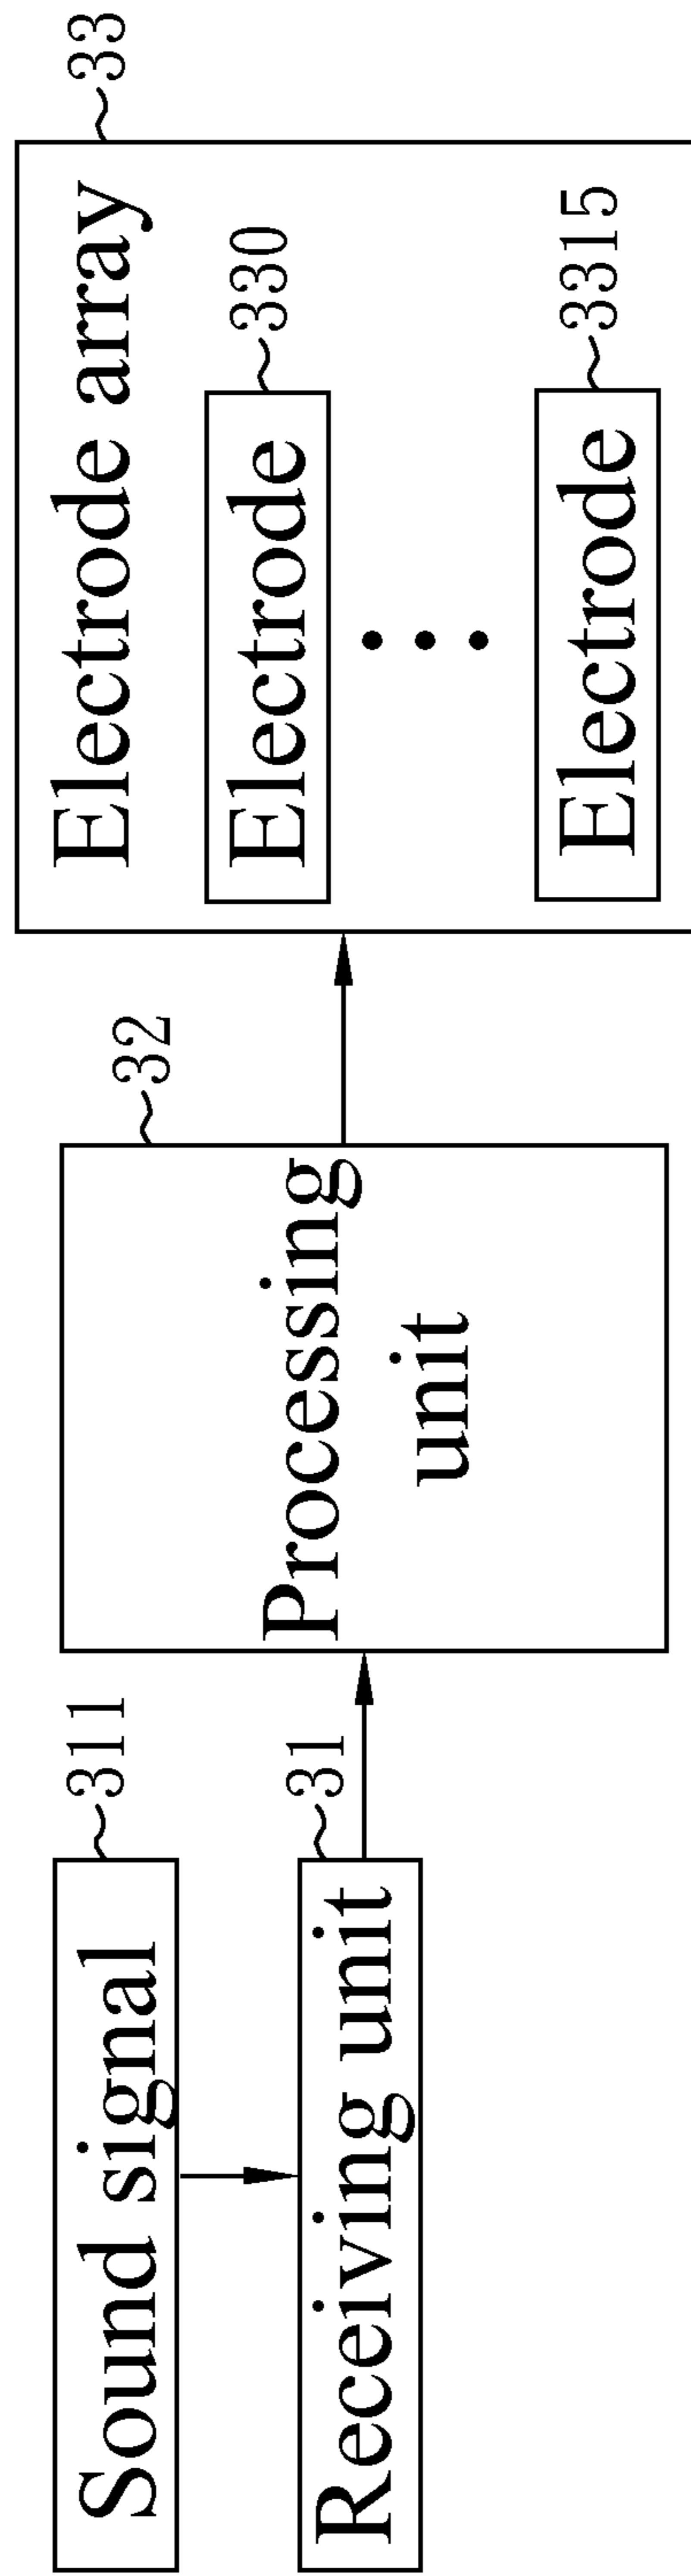 Sound signal
311
Receiving unit
31
Processing
unit
32
Electrode array
33
Electrode
330
Electrode
3315